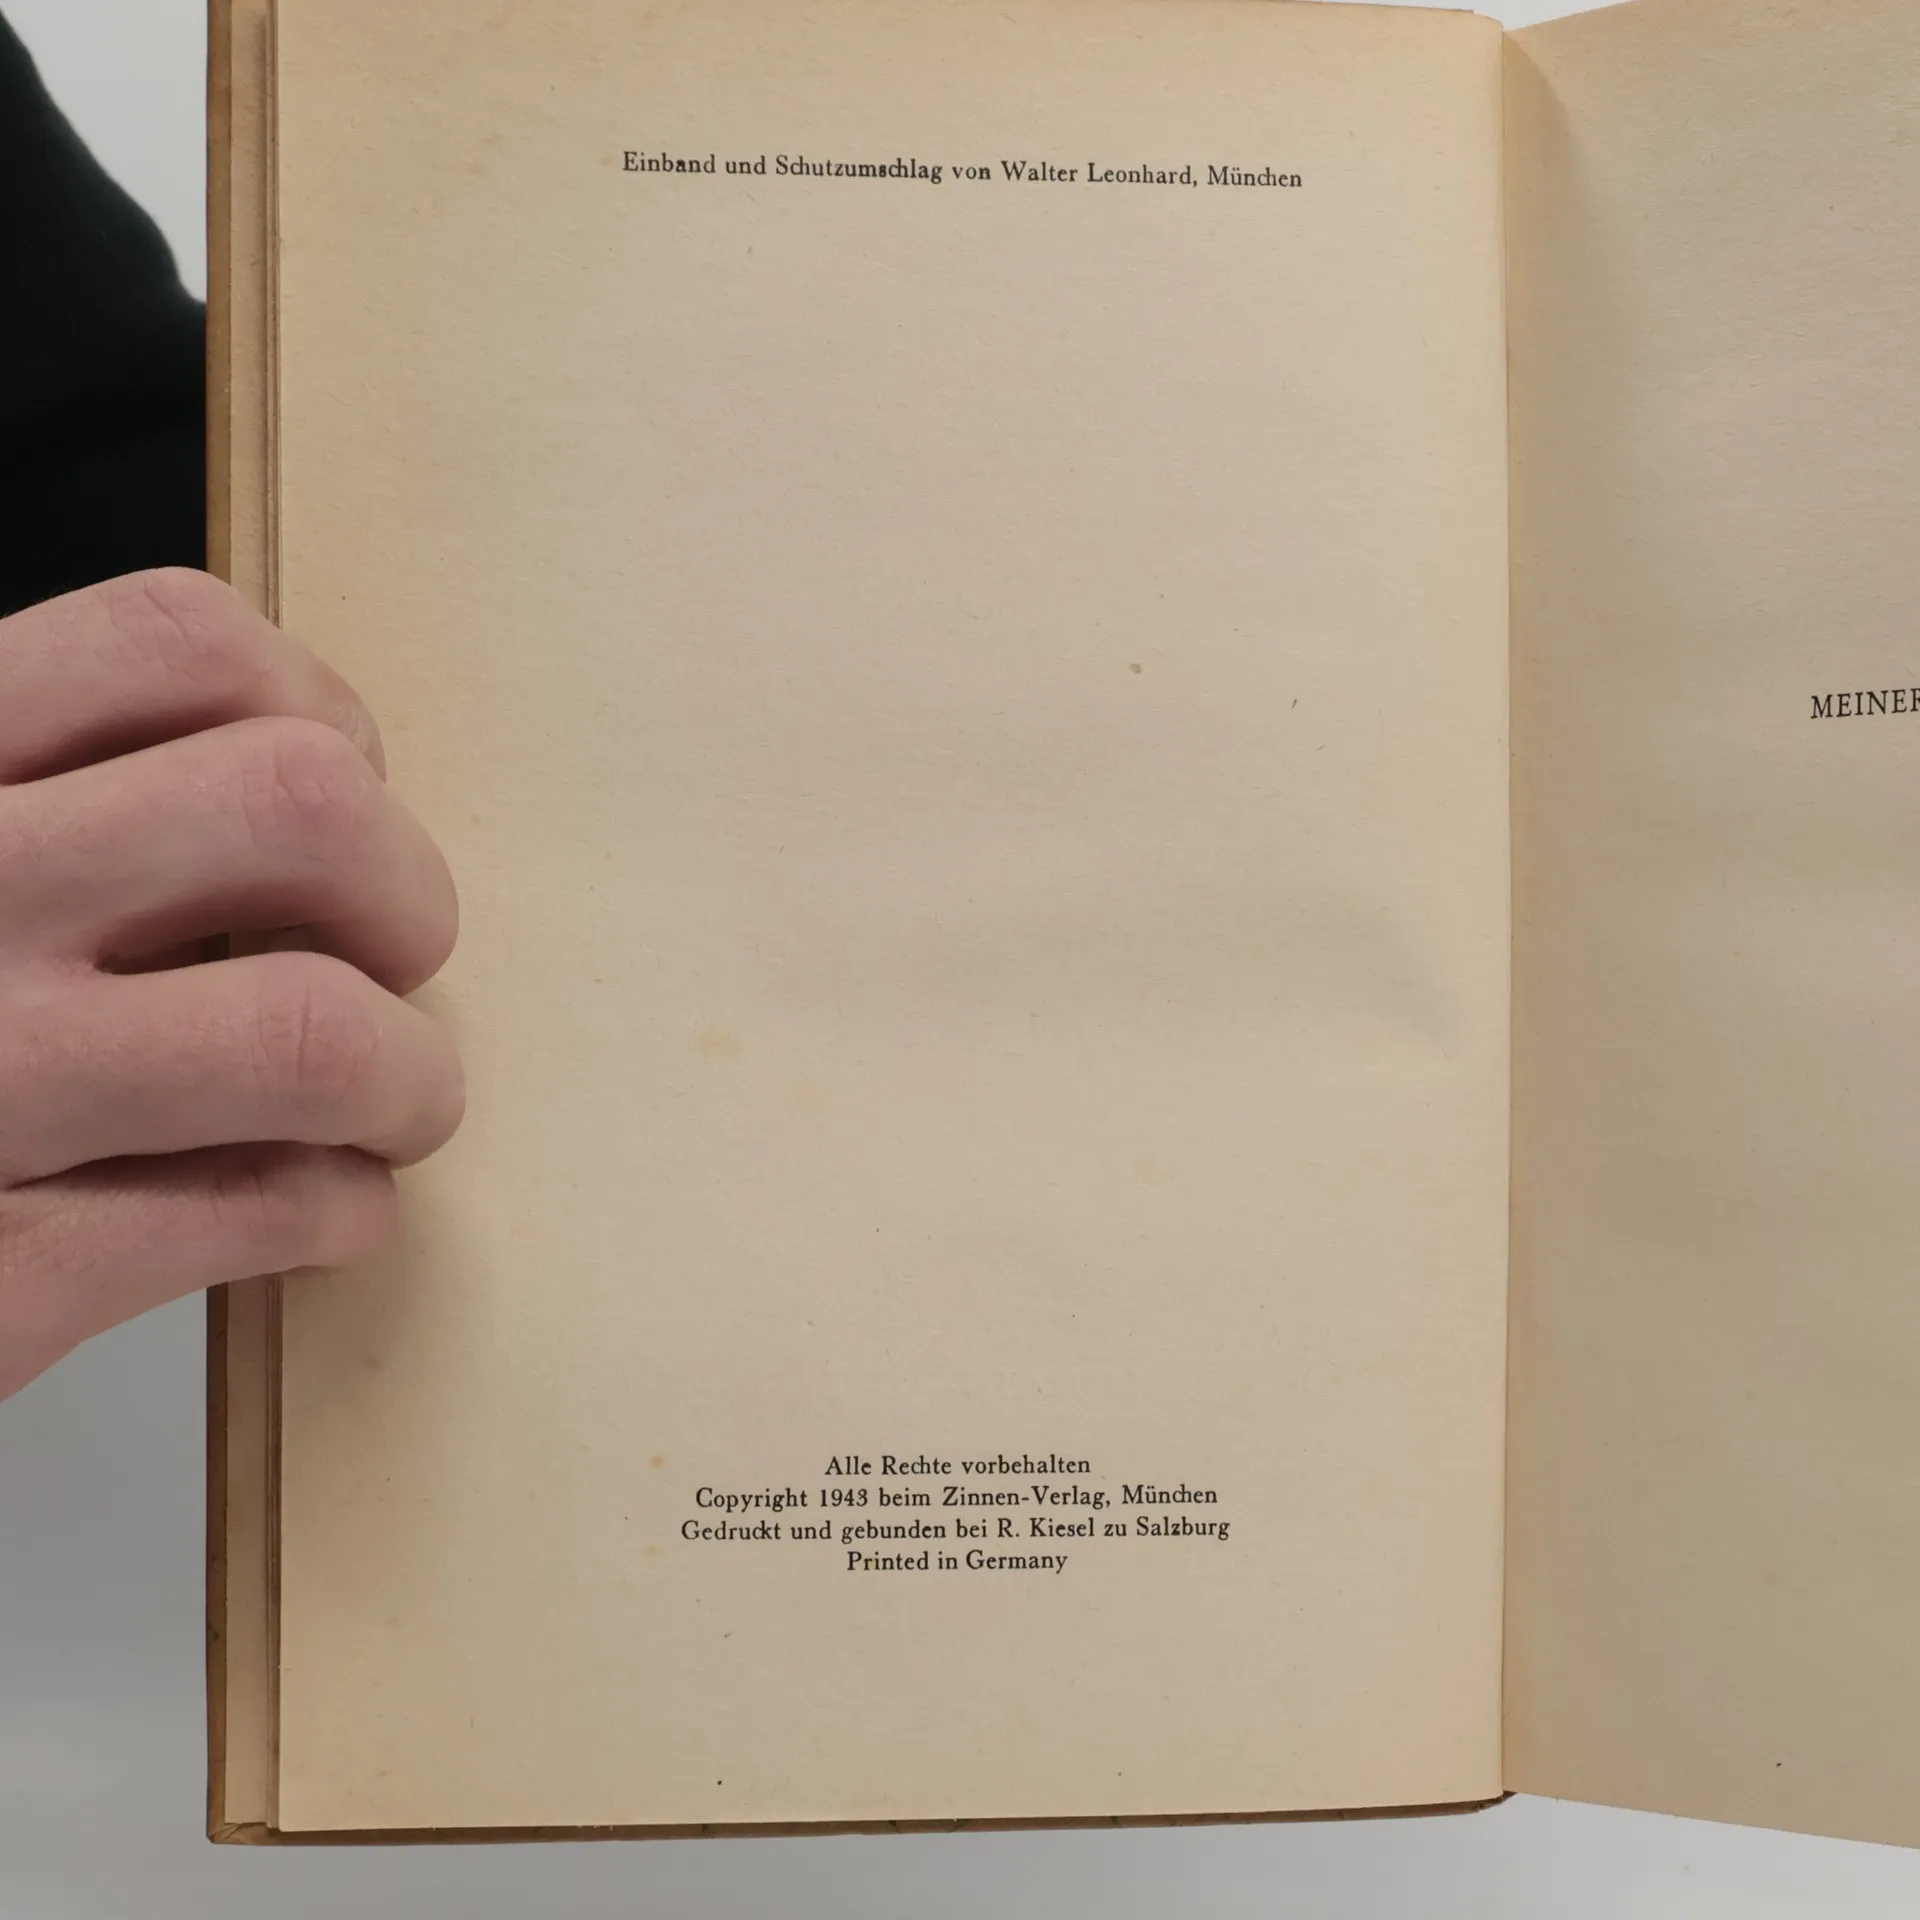 Einband und Schutzumschlag von Walter Leonhard, München
MEINER
Alle Rechte vorbehalten
Copyright 1943 beim Zinnen-Verlag, München
Gedruckt und gebunden bei R. Kiesel zu Salzburg
Printed in Germany